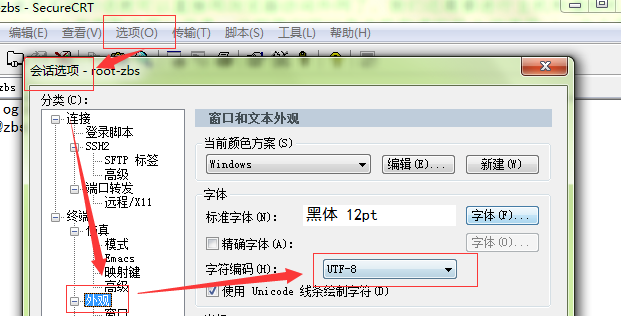 zbs - SecureCRT
编辑(E) 查看(V) 选项(O) 传输(T) 脚本(S) 工具(L) 帮助(H)
会话选项 - root-zbs
zbs
og
@zbs
分类(C):
连接
登录脚本
SSH2
SFTP 标签
高级
端口转发
远程/X11
终端
仿真
模式
Emacs
映射键
高级
外观
窗口和文本外观
当前颜色方案(S)
Windows 编辑(E)... 新建(W)
字体
标准字体(N): 黑体 12pt 字体(F)...
精确字体(A): 字体(O)...
字符编码(H): UTF-8
使用 Unicode 线条绘制字符(D)